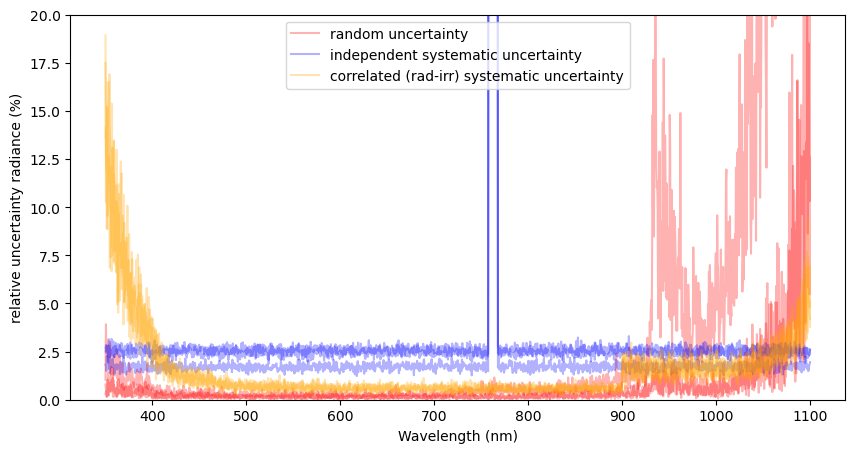 random uncertainty
independent systematic uncertainty
correlated (rad-irr) systematic uncertainty
relative uncertainty radiance (%)
20.0
17.5
15.0
12.5
10.0
7.5
5.0
2.5
0.0
400 500 600 700 800 900 1000 1100
Wavelength (nm)